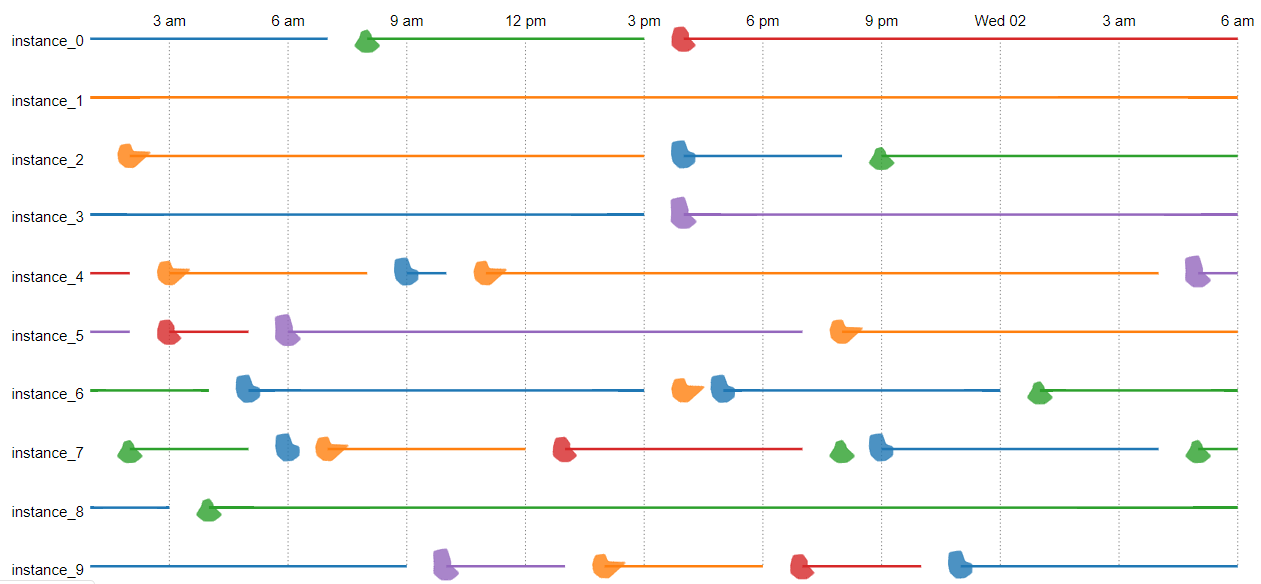 3 am 6 am 9 am 12 pm 3 pm 6 pm 9 pm Wed 02 3 am 6 am
instance_0
instance_1
instance_2
instance_3
instance_4
instance_5
instance_6
instance_7
instance_8
instance_9